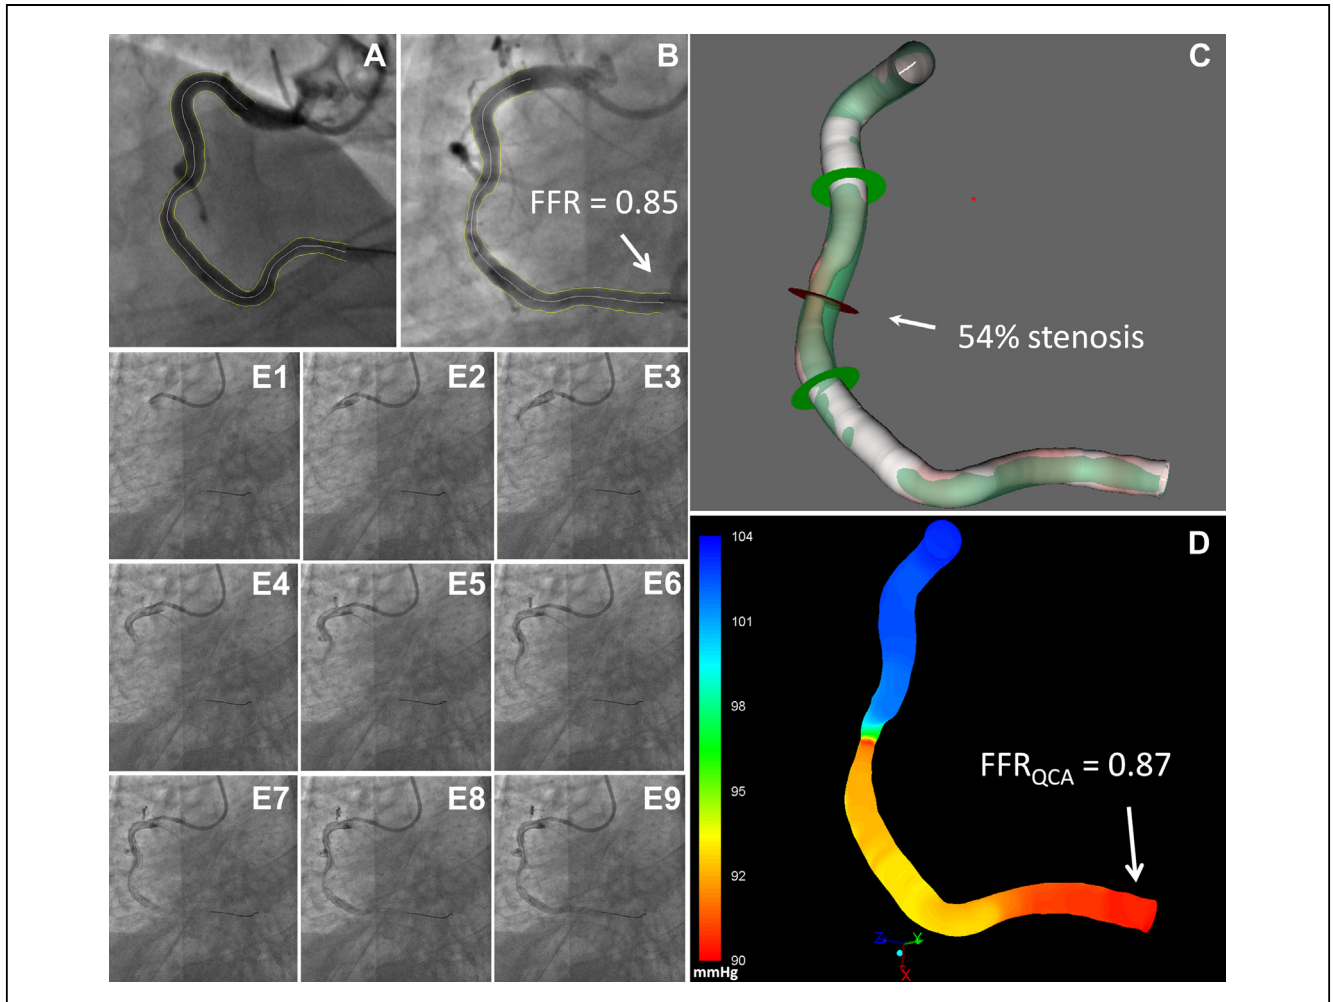 A
B
FFR = 0.85
C
54% stenosis
E1
E2
E3
E4
E5
E6
E7
E8
E9
D
104
101
98
95
92
90
mmHg
FFRQCA = 0.87
Z
Y
X